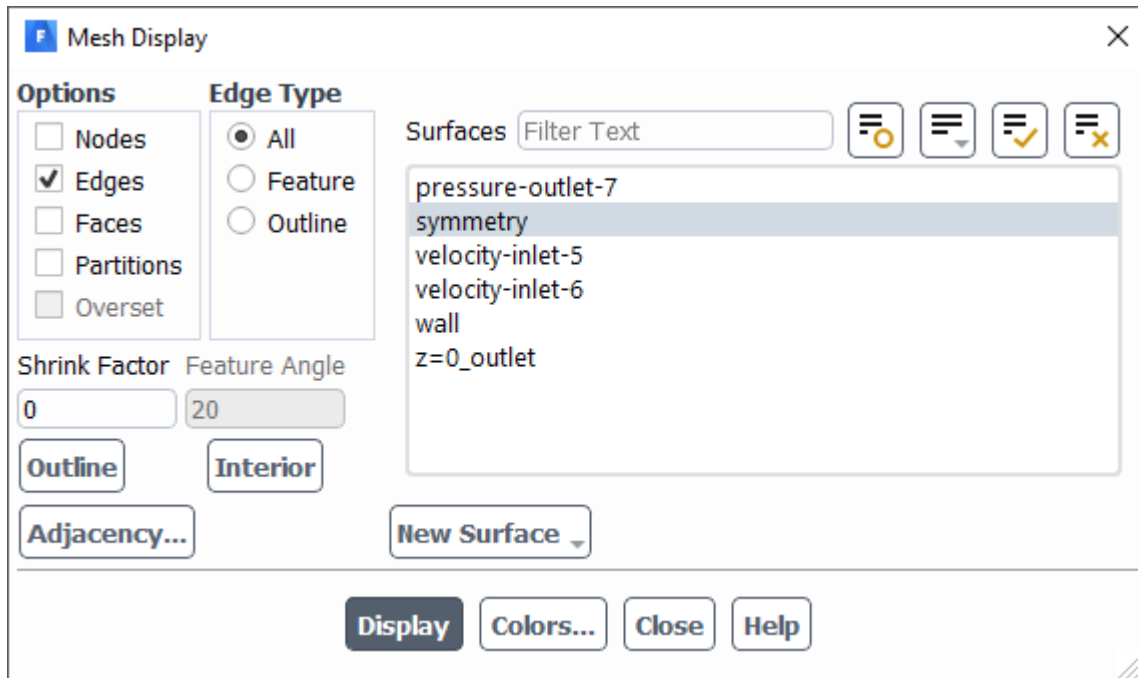 F Mesh Display
Options
Nodes
Edges
Faces
Partitions
Overset
Edge Type
All
Feature
Outline
Shrink Factor Feature Angle
0 20
Outline Interior
Adjacency...
Surfaces Filter Text
pressure-outlet-7
symmetry
velocity-inlet-5
velocity-inlet-6
wall
z=0_outlet
New Surface
Display Colors... Close Help